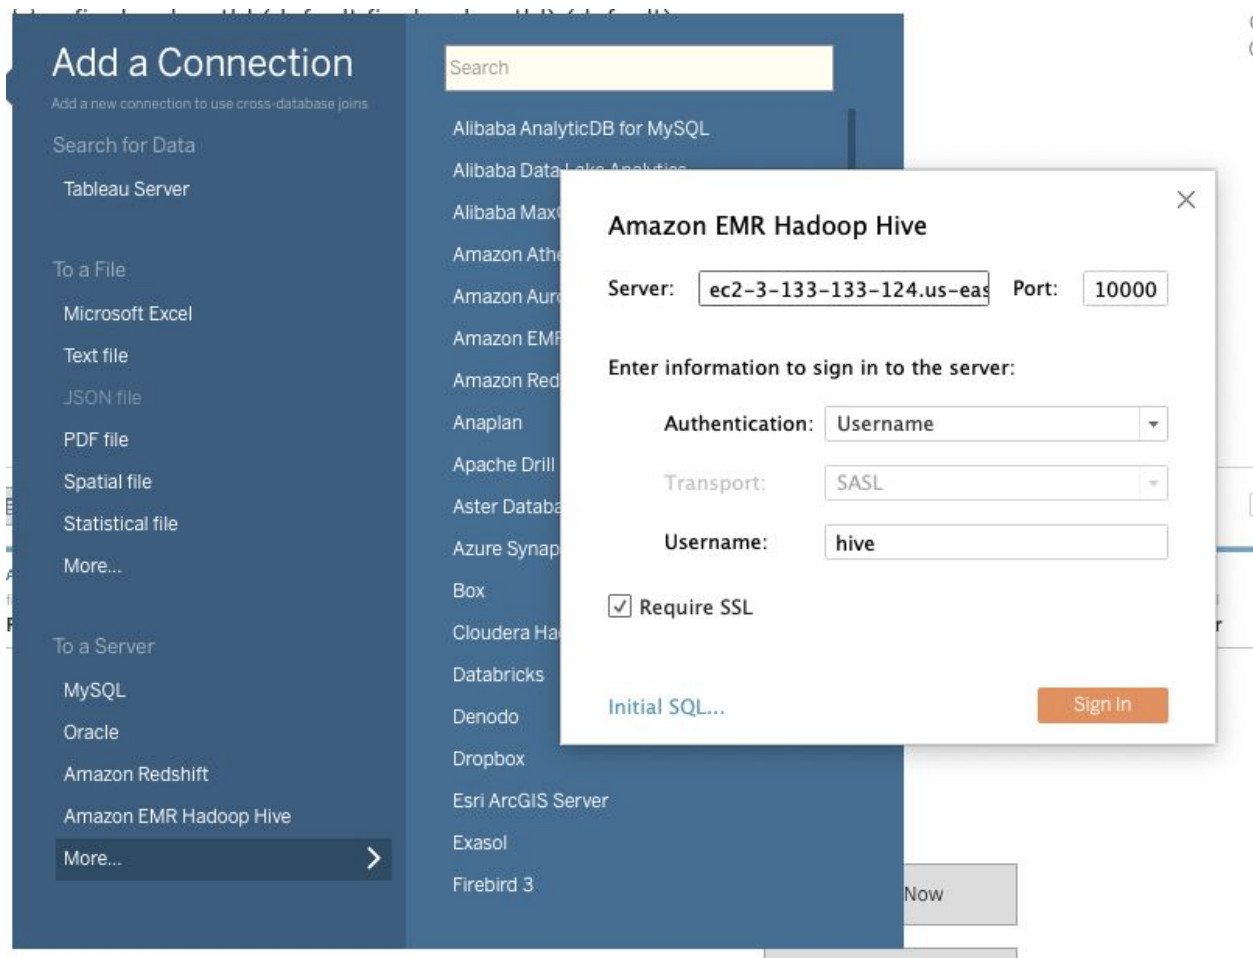 Add a Connection
Add a new connection to use cross-database joins
Search for Data
Tableau Server
To a File
Microsoft Excel
Text file
JSON file
PDF file
Spatial file
Statistical file
More...
To a Server
MySQL
Oracle
Amazon Redshift
Amazon EMR Hadoop Hive
More...
Search
Alibaba AnalyticDB for MySQL
Alibaba Data Lake Analytics
Alibaba Max
Amazon Athe
Amazon Auro
Amazon EMR
Amazon Red
Anaplan
Apache Drill
Aster Databa
Azure Synap
Box
Cloudera Ha
Databricks
Denodo
Dropbox
Esri ArcGIS Server
Exasol
Firebird 3
Amazon EMR Hadoop Hive
Server: ec2-3-133-133-124.us-eas Port: 10000
Enter information to sign in to the server:
Authentication: Username
Transport: SASL
Username: hive
Require SSL
Initial SQL... Sign In
Now